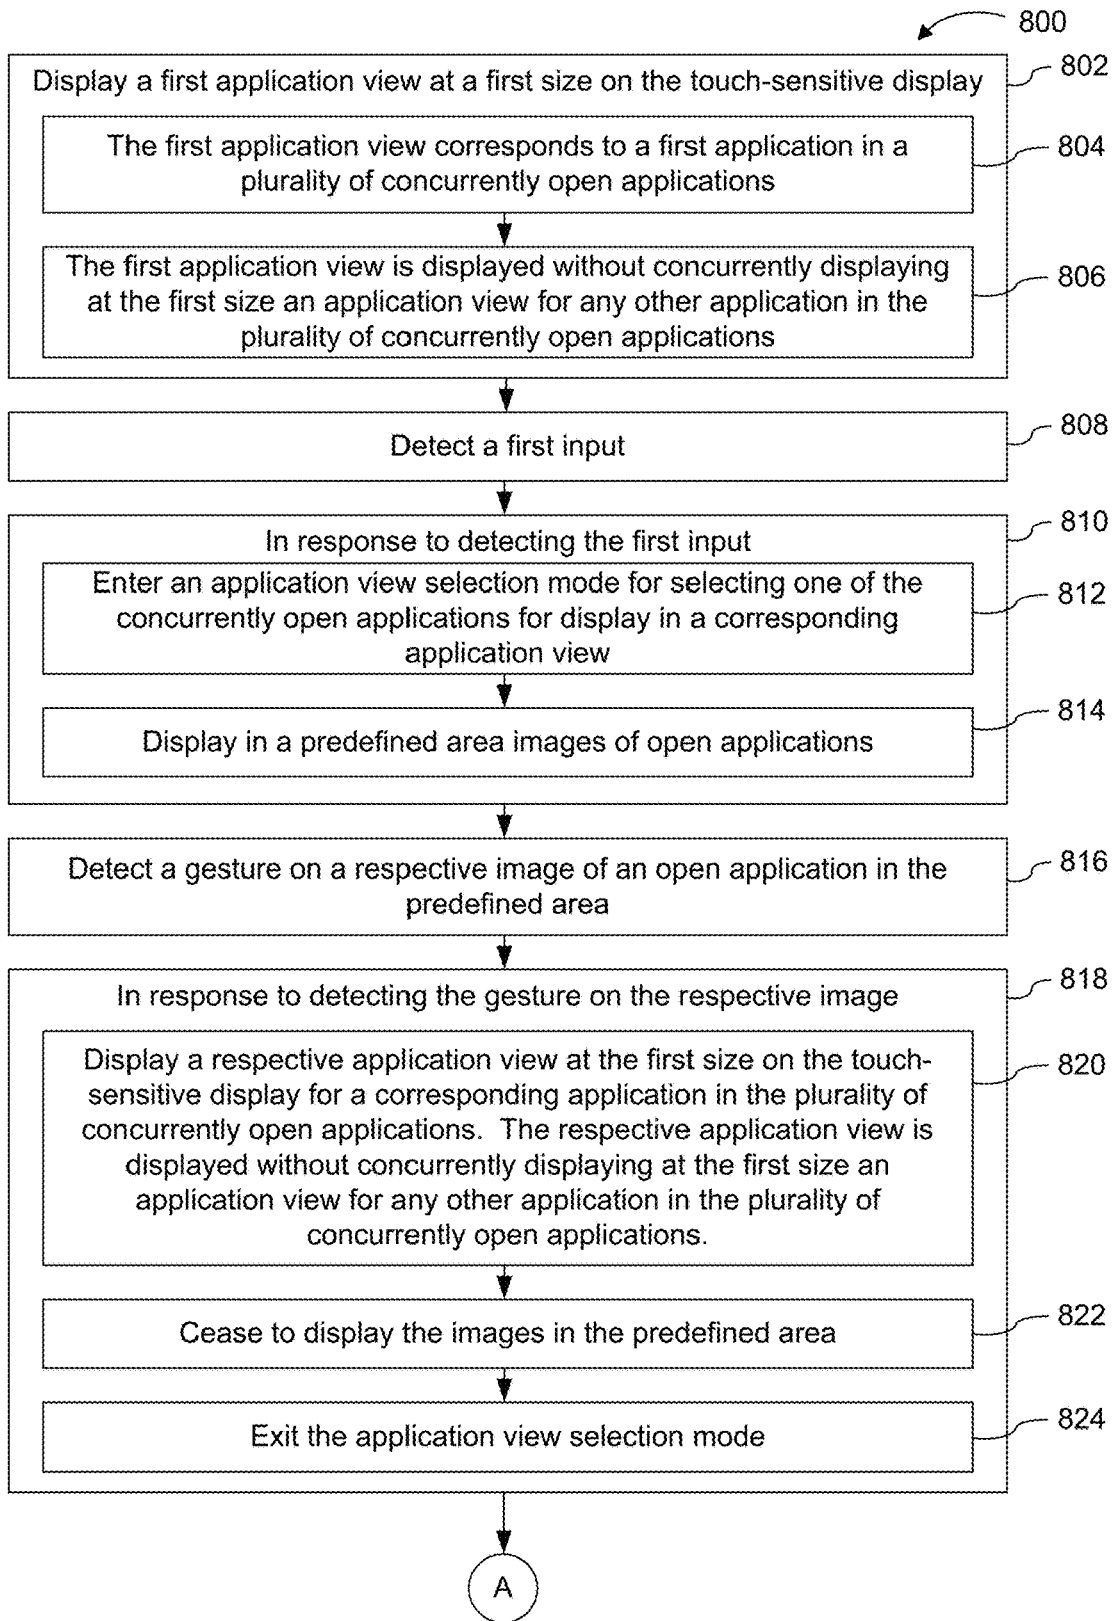 800
Display a first application view at a first size on the touch-sensitive display
802
The first application view corresponds to a first application in a
plurality of concurrently open applications
804
The first application view is displayed without concurrently displaying
at the first size an application view for any other application in the
plurality of concurrently open applications
806
Detect a first input
808
In response to detecting the first input
810
Enter an application view selection mode for selecting one of the
concurrently open applications for display in a corresponding
application view
812
Display in a predefined area images of open applications
814
Detect a gesture on a respective image of an open application in the
predefined area
816
In response to detecting the gesture on the respective image
818
Display a respective application view at the first size on the touch-
sensitive display for a corresponding application in the plurality of
concurrently open applications.  The respective application view is
displayed without concurrently displaying at the first size an
application view for any other application in the plurality of
concurrently open applications.
820
Cease to display the images in the predefined area
822
Exit the application view selection mode
824
A